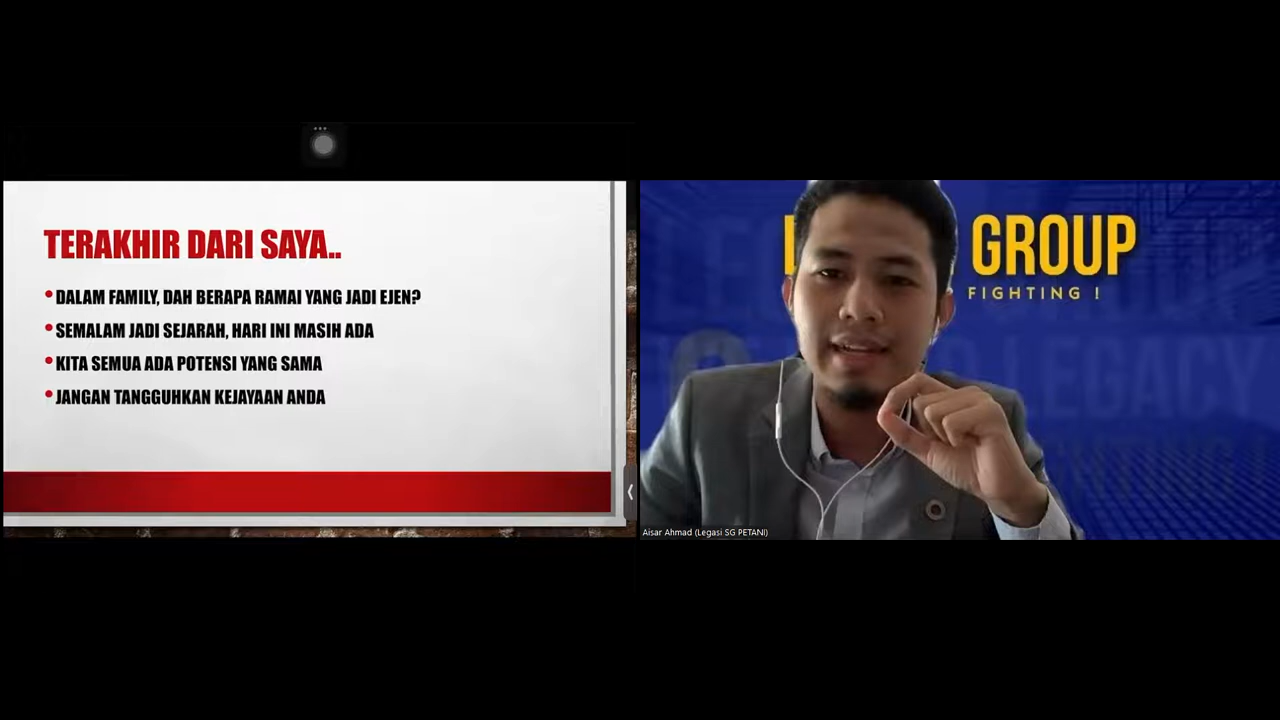 TERAKHIR DARI SAYA..
• DALAM FAMILY, DAH BERAPA RAMAI YANG JADI EJEN?
• SEMALAM JADI SEJARAH, HARI INI MASIH ADA
• KITA SEMUA ADA POTENSI YANG SAMA
• JANGAN TANGGUHKAN KEJAYAAN ANDA
GROUP
FIGHTING !
LEGACY
Aisar Ahmad (Legasi SG PETANI)